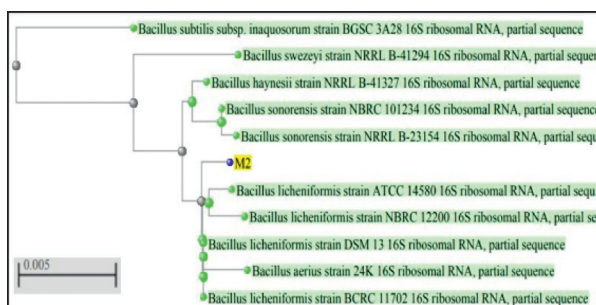 Bacillus subtilis subsp. inaquosorum strain BGSC 3A28 16S ribosomal RNA, partial sequence
Bacillus swezeyi strain NRRL B-41294 16S ribosomal RNA, partial sequen
Bacillus haynesii strain NRRL B-41327 16S ribosomal RNA, partial sequence
Bacillus sonorensis strain NBRC 101234 16S ribosomal RNA, partial sequence
Bacillus sonorensis strain NRRL B-23154 16S ribosomal RNA, partial sequence
M2
Bacillus licheniformis strain ATCC 14580 16S ribosomal RNA, partial sequ
Bacillus licheniformis strain NBRC 12200 16S ribosomal RNA, partial se
Bacillus licheniformis strain DSM 13 16S ribosomal RNA, partial sequence
Bacillus aerius strain 24K 16S ribosomal RNA, partial sequence
Bacillus licheniformis strain BCRC 11702 16S ribosomal RNA, partial sequence
0.005